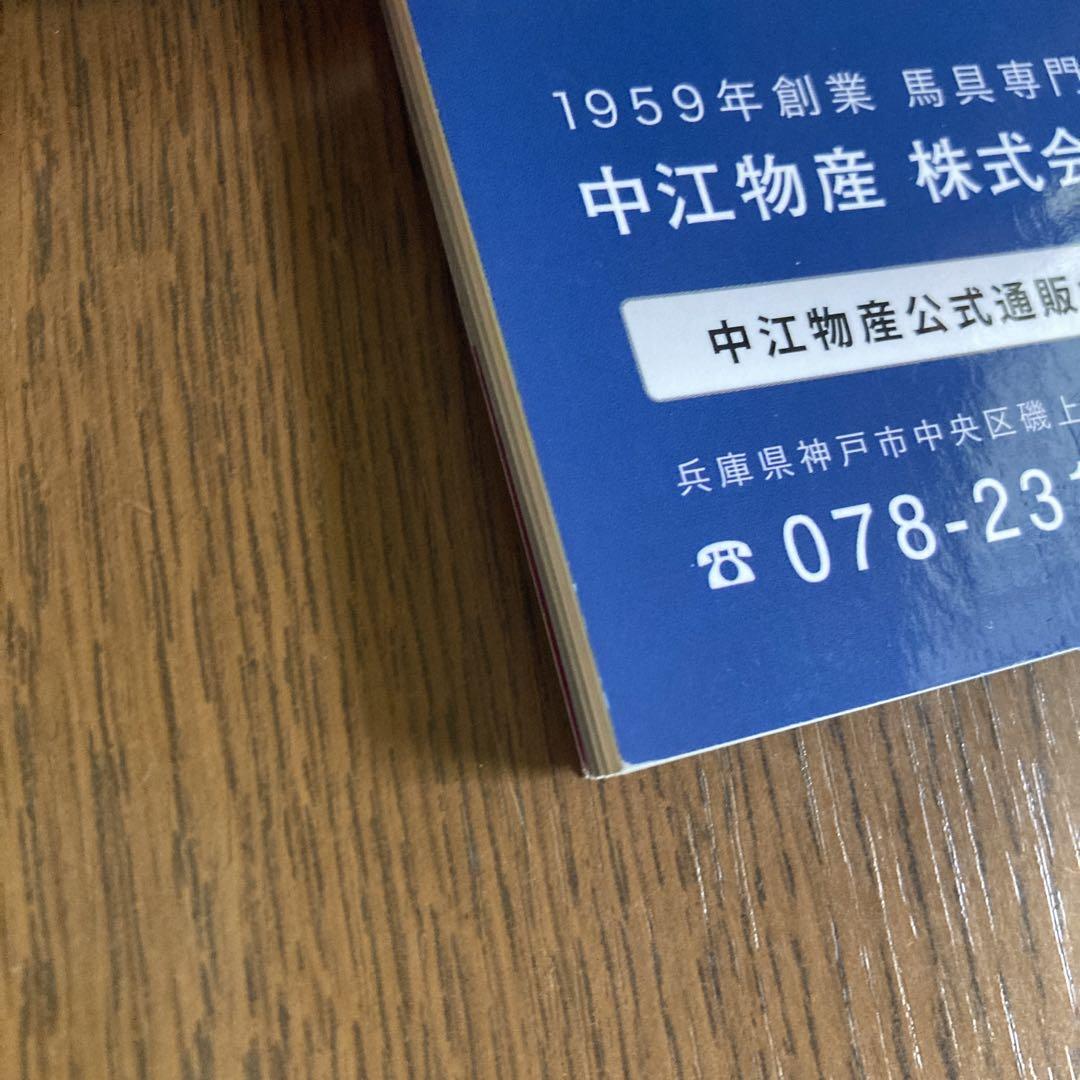 1959年創業 馬具専門
中江物産 株式会
中江物産公式通販
兵庫県神戸市中央区磯上
☎ 078-231